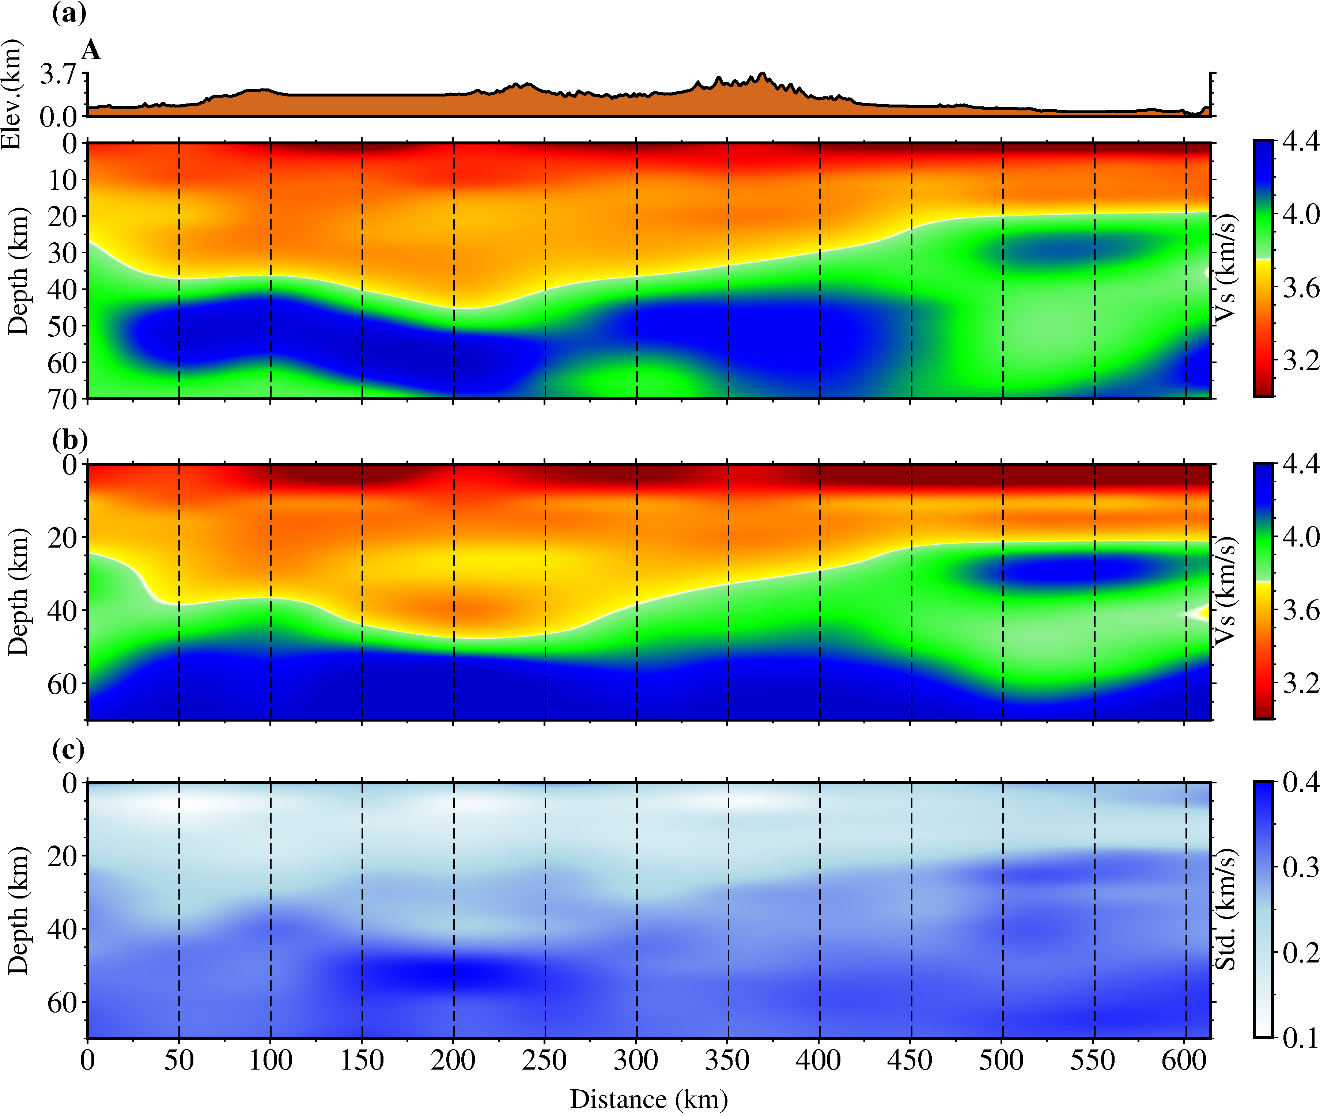 (a)
A
Elev.(km)
3.7
0.0
Depth (km)
0
10
20
30
40
50
60
70
Vs (km/s)
4.4
4.0
3.6
3.2
(b)
Depth (km)
0
20
40
60
Vs (km/s)
4.4
4.0
3.6
3.2
(c)
Depth (km)
0
20
40
60
Std. (km/s)
0.4
0.3
0.2
0.1
0 50 100 150 200 250 300 350 400 450 500 550 600
Distance (km)